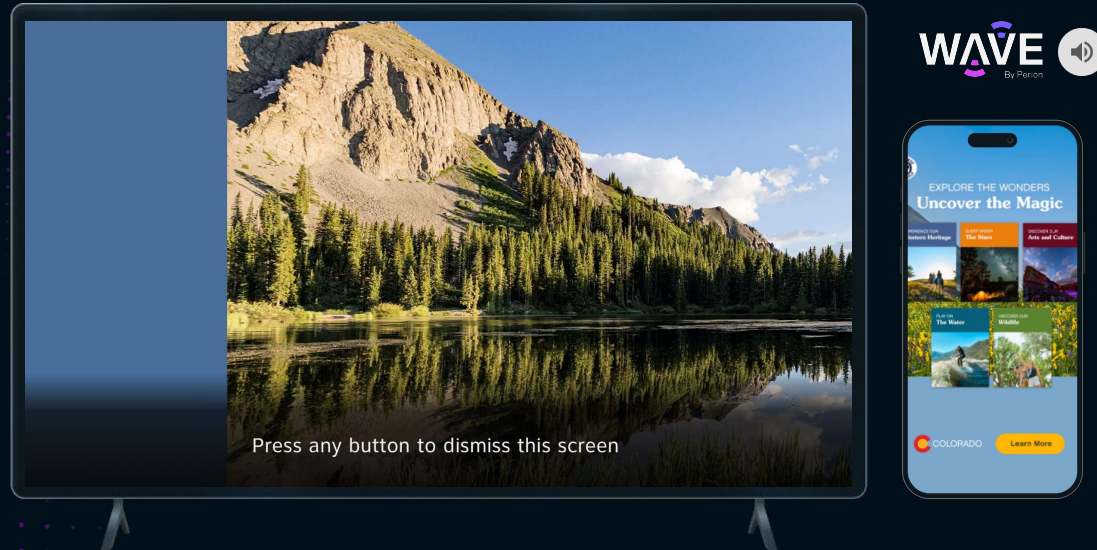 WAVE
By Perion
Press any button to dismiss this screen
EXPLORE THE WONDERS
Uncover the Magic
SLEEP UNDER
The Stars
DISCOVER OUR
Arts and Culture
Western Heritage
PLAY ON
The Water
UNCOVER OUR
Wildlife
COLORADO
Learn More